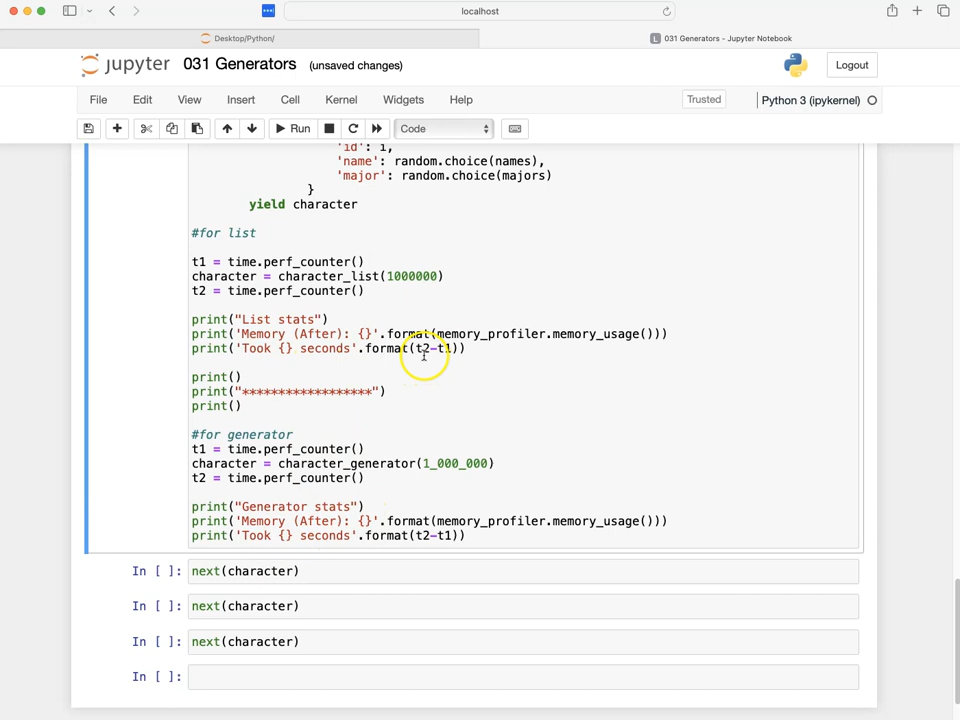 localhost
Desktop/Python/
L 031 Generators - Jupyter Notebook
jupyter 031 Generators (unsaved changes)
Logout
File Edit View Insert Cell Kernel Widgets Help
Trusted
Python 3 (ipykernel)
Run
Code
'id': i,
'name': random.choice(names),
'major': random.choice(majors)
}
yield character
#for list
t1 = time.perf_counter()
character = character_list(1000000)
t2 = time.perf_counter()
print("List stats")
print('Memory (After): {}'.format(memory_profiler.memory_usage()))
print('Took {} seconds'.format(t2-t1))
print()
print("******************")
print()
#for generator
t1 = time.perf_counter()
character = character_generator(1_000_000)
t2 = time.perf_counter()
print("Generator stats")
print('Memory (After): {}'.format(memory_profiler.memory_usage()))
print('Took {} seconds'.format(t2-t1))
In [ ]: next(character)
In [ ]: next(character)
In [ ]: next(character)
In [ ]: